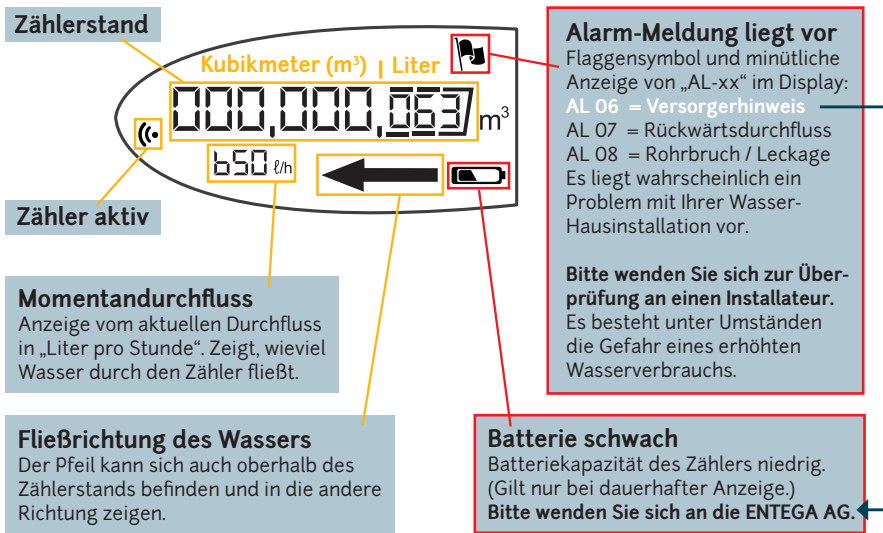 Zählerstand
Kubikmeter (m³) | Liter
000,000,063 m³
650 ℓ/h
Zähler aktiv
Momentandurchfluss
Anzeige vom aktuellen Durchfluss
in „Liter pro Stunde“. Zeigt, wieviel
Wasser durch den Zähler fließt.
Fließrichtung des Wassers
Der Pfeil kann sich auch oberhalb des
Zählerstands befinden und in die andere
Richtung zeigen.
Alarm-Meldung liegt vor
Flaggensymbol und minütliche
Anzeige von „AL-xx“ im Display:
AL 06 = Versorgerhinweis
AL 07 = Rückwärtsdurchfluss
AL 08 = Rohrbruch / Leckage
Es liegt wahrscheinlich ein
Problem mit Ihrer Wasser-
Hausinstallation vor.
Bitte wenden Sie sich zur Über-
prüfung an einen Installateur.
Es besteht unter Umständen
die Gefahr eines erhöhten
Wasserverbrauchs.
Batterie schwach
Batteriekapazität des Zählers niedrig.
(Gilt nur bei dauerhafter Anzeige.)
Bitte wenden Sie sich an die ENTEGA AG.